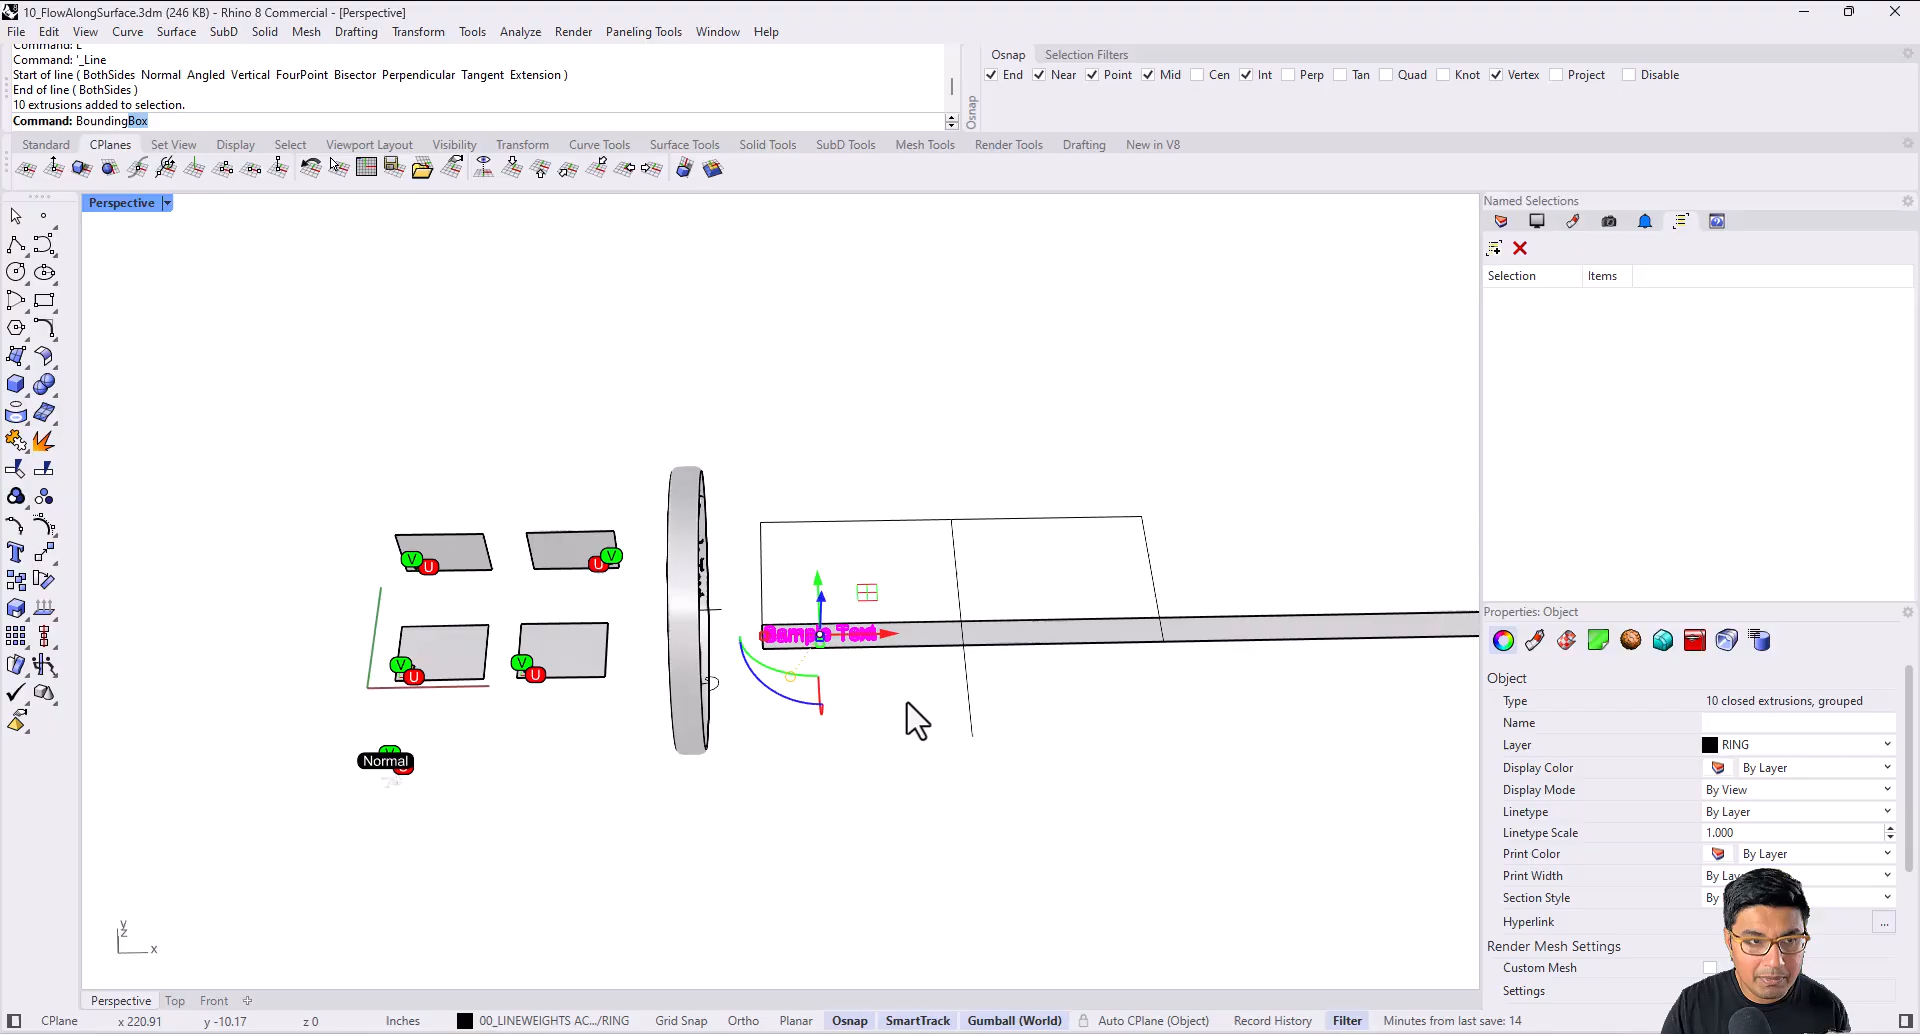 10_FlowAlongSurface.3dm (246 KB) - Rhino 8 Commercial - [Perspective]
File Edit View Curve Surface SubD Solid Mesh Drafting Transform Tools Analyze Render Paneling Tools Window Help
Command: L
Command: '_Line
Start of line ( BothSides Normal Angled Vertical FourPoint Bisector Perpendicular Tangent Extension )
End of line ( BothSides )
10 extrusions added to selection.
Command: BoundingBox
Osnap Selection Filters
End Near Point Mid Cen Int Perp Tan Quad Knot Vertex Project Disable
Osnap
Standard CPlanes Set View Display Select Viewport Layout Visibility Transform Curve Tools Surface Tools Solid Tools SubD Tools Mesh Tools Render Tools Drafting New in V8
Perspective
Named Selections
Selection Items
V U
U V
V U
V U
Sample Text
Normal
y
z
x
Properties: Object
Object
Type 10 closed extrusions, grouped
Name
Layer RING
Display Color By Layer
Display Mode By View
Linetype By Layer
Linetype Scale 1.000
Print Color By Layer
Print Width By Lay
Section Style By
Hyperlink ...
Render Mesh Settings
Custom Mesh
Settings
Perspective Top Front
CPlane x 220.91 y -10.17 z 0 Inches 00_LINEWEIGHTS AC.../RING Grid Snap Ortho Planar Osnap SmartTrack Gumball (World) Auto CPlane (Object) Record History Filter Minutes from last save: 14